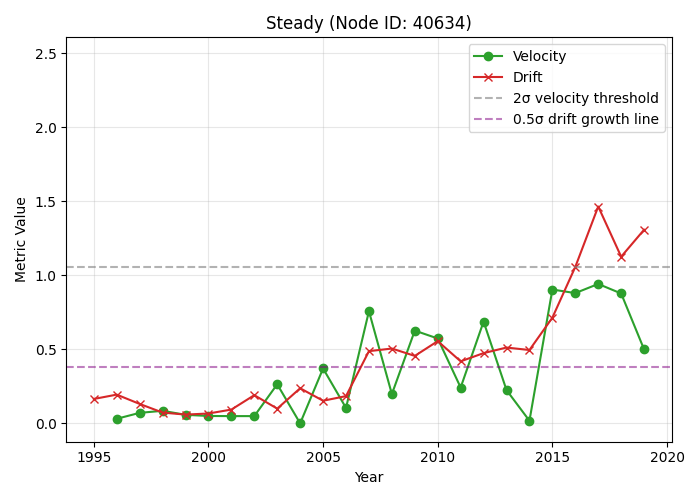 Steady (Node ID: 40634)
Velocity
Drift
2σ velocity threshold
0.5σ drift growth line
Metric Value
2.5
2.0
1.5
1.0
0.5
0.0
1995 2000 2005 2010 2015 2020
Year